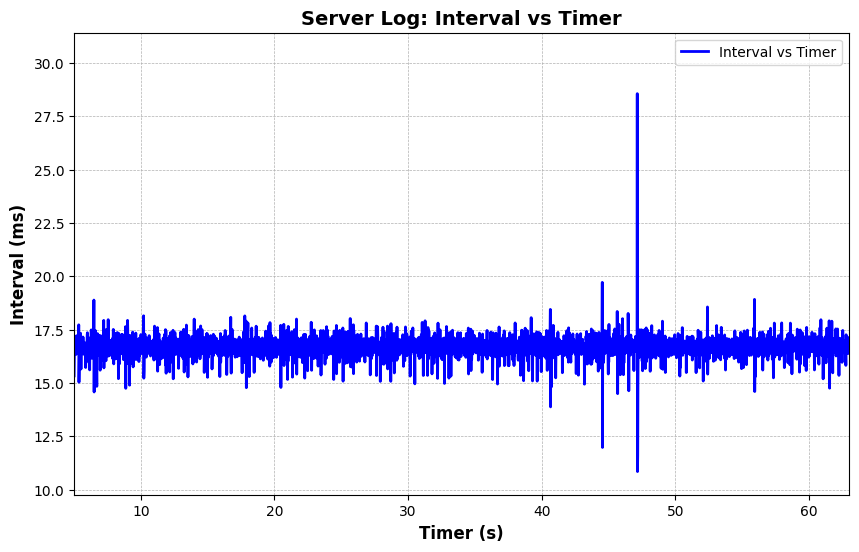 Server Log: Interval vs Timer
Interval vs Timer
30.0
27.5
25.0
22.5
20.0
17.5
15.0
12.5
10.0
Interval (ms)
10 20 30 40 50 60
Timer (s)